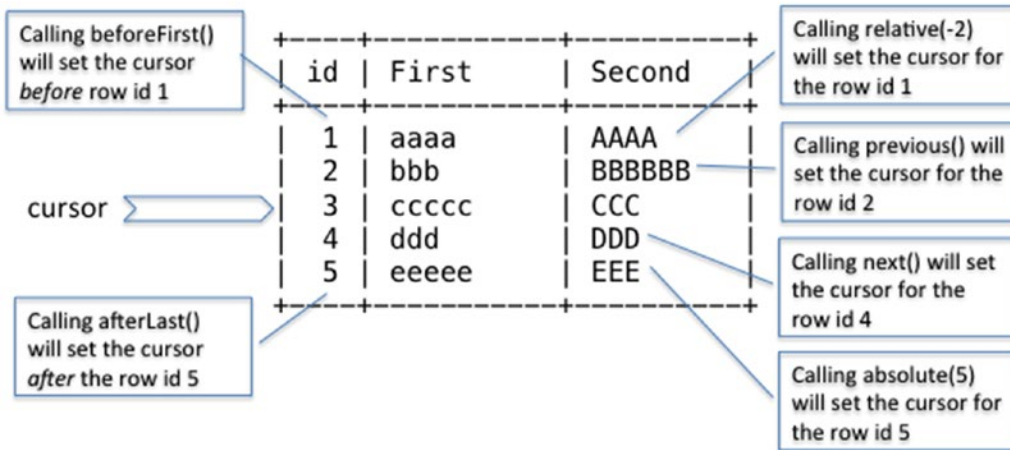 Calling beforeFirst()
will set the cursor
before row id 1
+----+---------------+--------------+
| id | First | Second |
+----+---------------+--------------+
| 1 | aaaa | AAAA |
| 2 | bbb | BBBBBB |
cursor
| 3 | ccccc | CCC |
| 4 | ddd | DDD |
| 5 | eeeee | EEE |
+----+---------------+--------------+
Calling afterLast()
will set the cursor
after the row id 5
Calling relative(-2)
will set the cursor for
the row id 1
Calling previous() will
set the cursor for the
row id 2
Calling next() will set
the cursor for the
row id 4
Calling absolute(5)
will set the cursor for
the row id 5